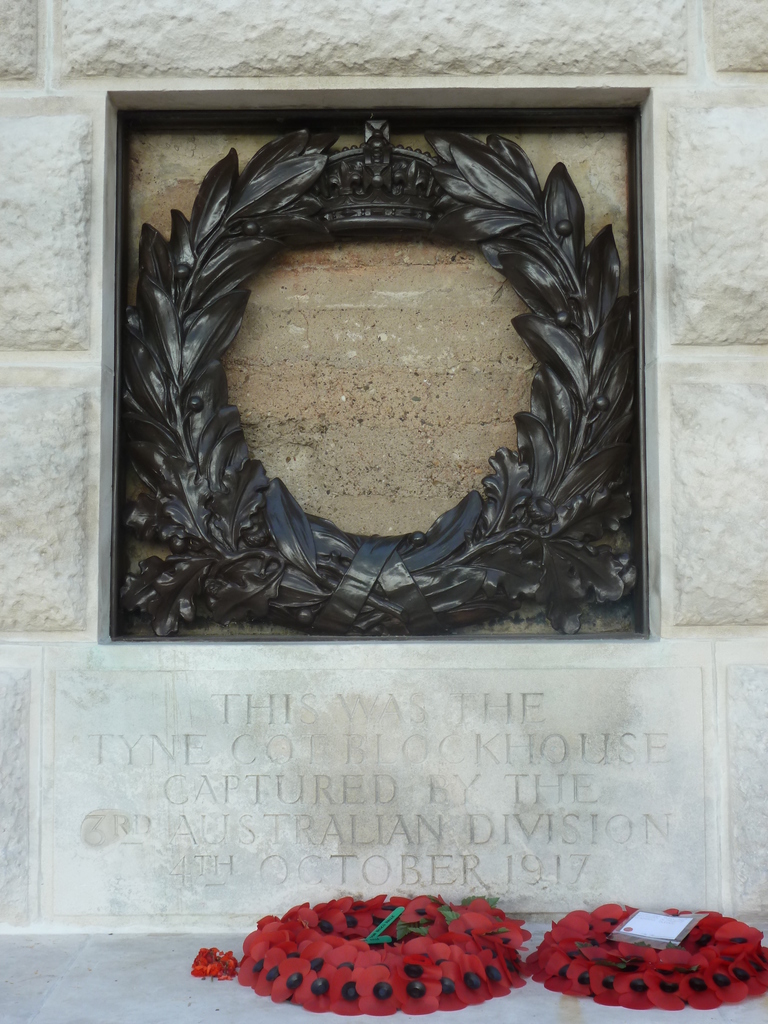 THIS WAS THE
TYNE COT BLOCKHOUSE
CAPTURED BY THE
3RD AUSTRALIAN DIVISION
4TH OCTOBER 1917